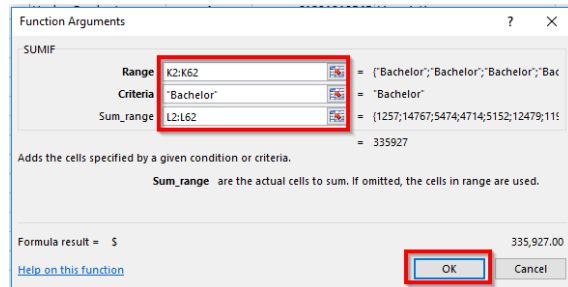 Function Arguments ? ×
SUMIF
Range K2:K62 = {"Bachelor";"Bachelor";"Bachelor";"Bac
Criteria "Bachelor" = "Bachelor"
Sum_range L2:L62 = {1257;14767;5474;4714;5152;12479;119
= 335927
Adds the cells specified by a given condition or criteria.
Sum_range are the actual cells to sum. If omitted, the cells in range are used.
Formula result = $ 335,927.00
Help on this function OK Cancel